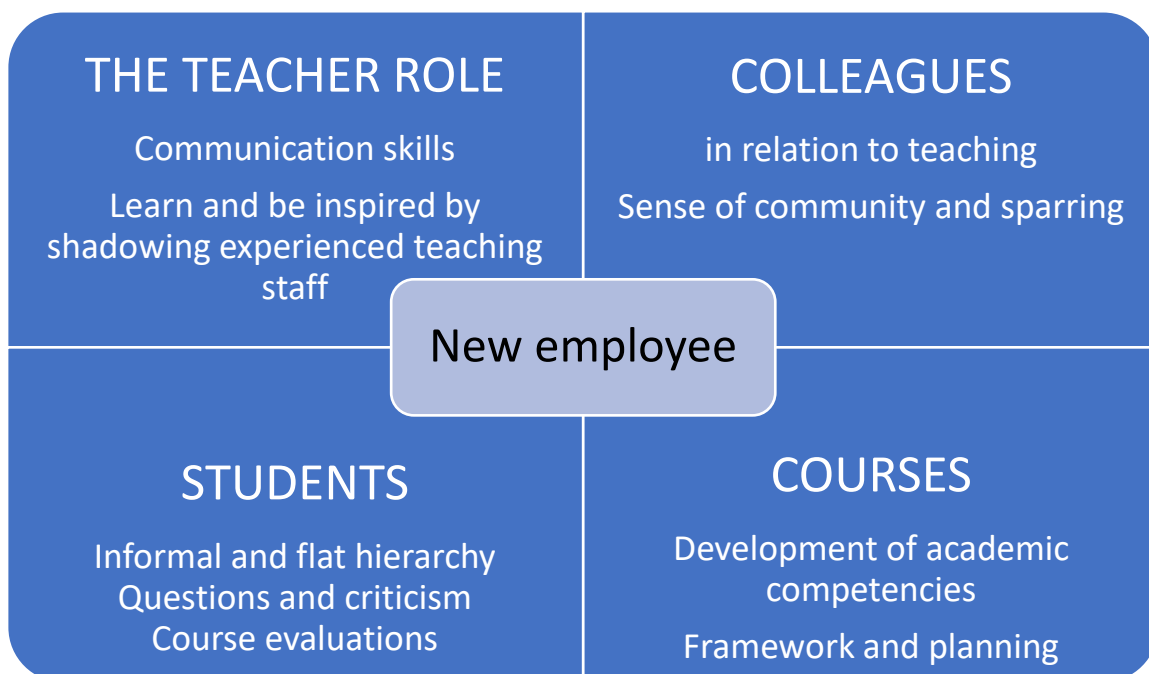 THE TEACHER ROLE
Communication skills
Learn and be inspired by
shadowing experienced teaching
staff
COLLEAGUES
in relation to teaching
Sense of community and sparring
New employee
STUDENTS
Informal and flat hierarchy
Questions and criticism
Course evaluations
COURSES
Development of academic
competencies
Framework and planning